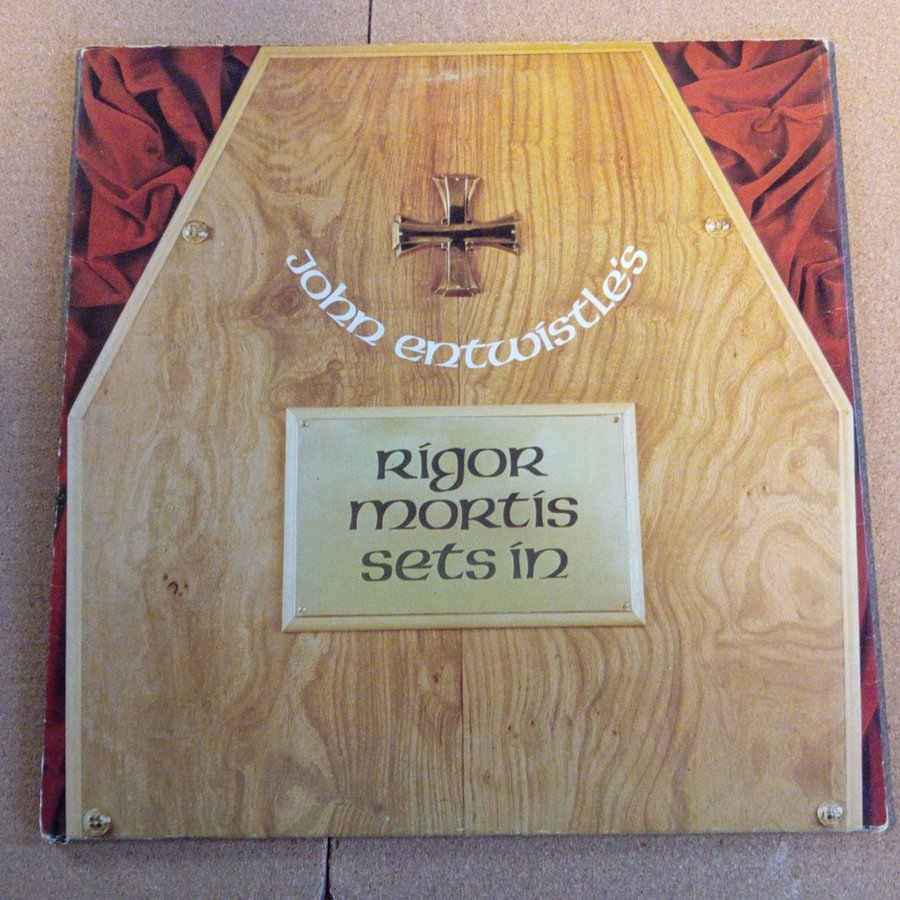 John Entwistle's
Rigor
Mortis
Sets in